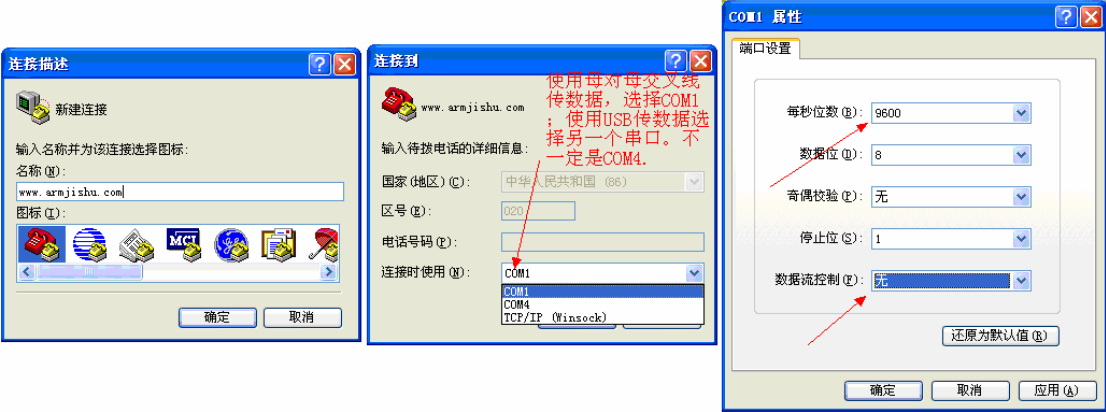 连接描述
新建连接
输入名称并为该连接选择图标:
名称(N):
www.armjishu.com
图标(I):
MCI
确定
取消
连接到
www.armjishu.com
使用母对母交叉线
传数据，选择COM1
；使用USB传数据选
择另一个串口。不
一定是COM4.
输入待拨电话的详细信息:
国家(地区)(C):
中华人民共和国 (86)
区号(E):
020
电话号码(P):
连接时使用(N):
COM1
COM1
COM4
TCP/IP (Winsock)
COM1 属性
端口设置
每秒位数(B):
9600
数据位(D):
8
奇偶校验(P):
无
停止位(S):
1
数据流控制(F):
无
还原为默认值(R)
确定
取消
应用(A)